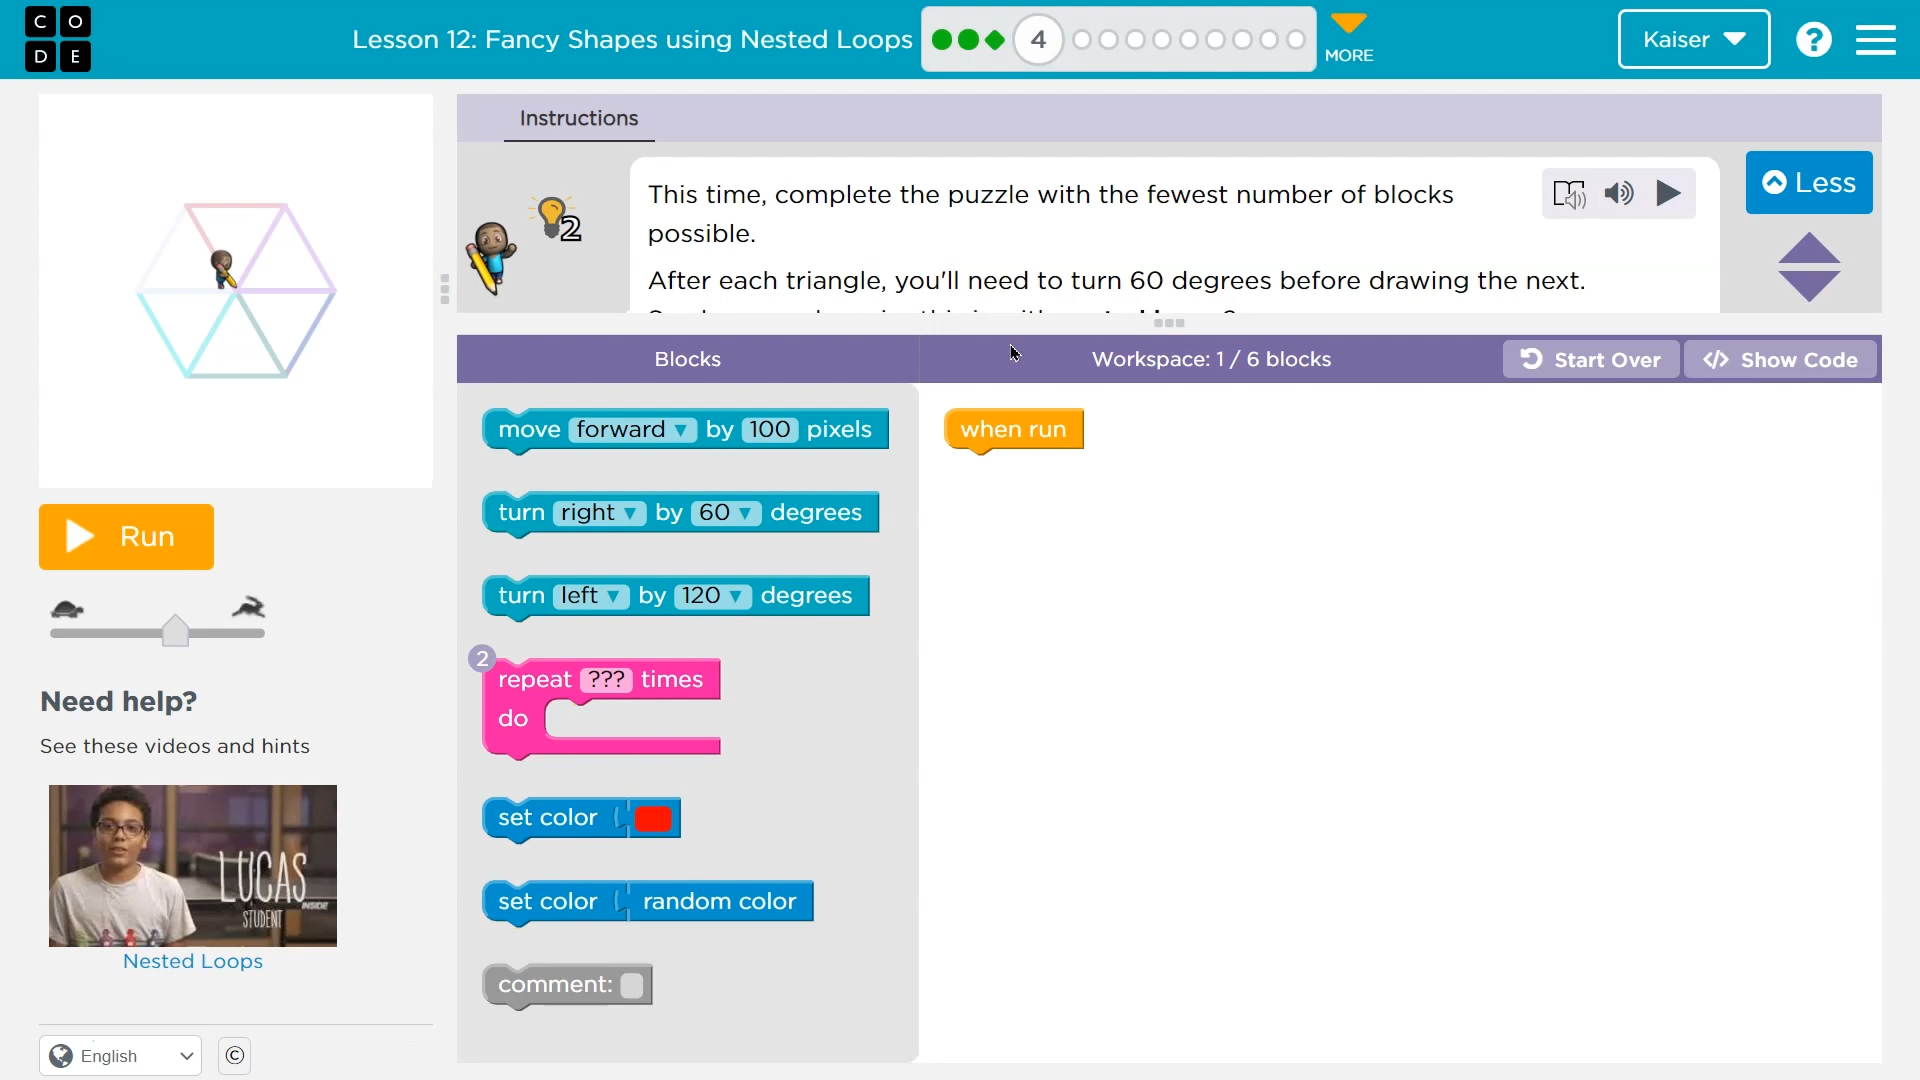 CODE
Lesson 12: Fancy Shapes using Nested Loops
4
MORE
Kaiser
?
Instructions
2
This time, complete the puzzle with the fewest number of blocks
possible.
After each triangle, you'll need to turn 60 degrees before drawing the next.
Less
Blocks
Workspace: 1 / 6 blocks
Start Over
</> Show Code
move forward ▼ by 100 pixels
when run
turn right ▼ by 60 ▼ degrees
Run
turn left ▼ by 120 ▼ degrees
2
repeat ??? times
do
Need help?
See these videos and hints
set color
LUCAS
STUDENT
INSIDE
set color random color
Nested Loops
comment:
English
©